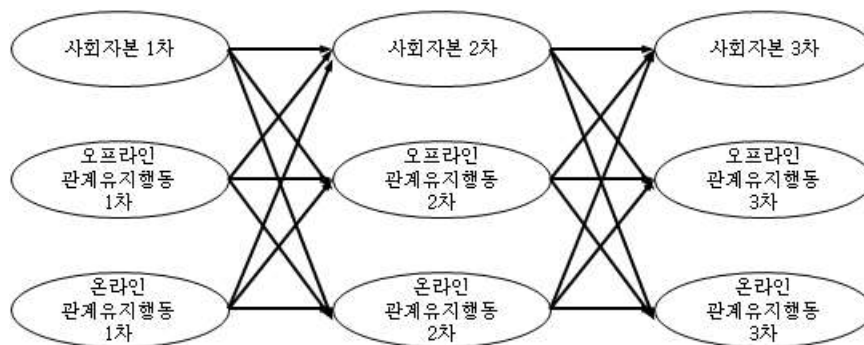 사회자본 1차
사회자본 2차
사회자본 3차
오프라인
관계유지행동
1차
오프라인
관계유지행동
2차
오프라인
관계유지행동
3차
온라인
관계유지행동
1차
온라인
관계유지행동
2차
온라인
관계유지행동
3차